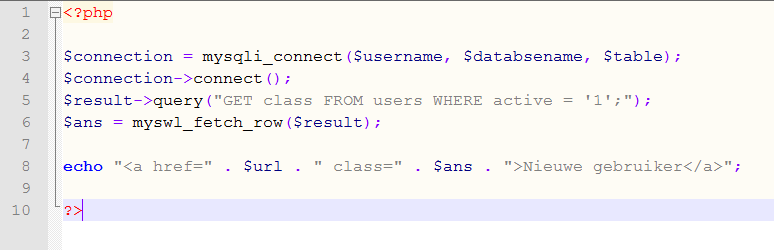 1 <?php
2
3 $connection = mysqli_connect($username, $databsename, $table);
4 $connection->connect();
5 $result->query("GET class FROM users WHERE active = '1';");
6 $ans = myswl_fetch_row($result);
7
8 echo "<a href=" . $url . " class=" . $ans . ">Nieuwe gebruiker</a>";
9
10 ?>